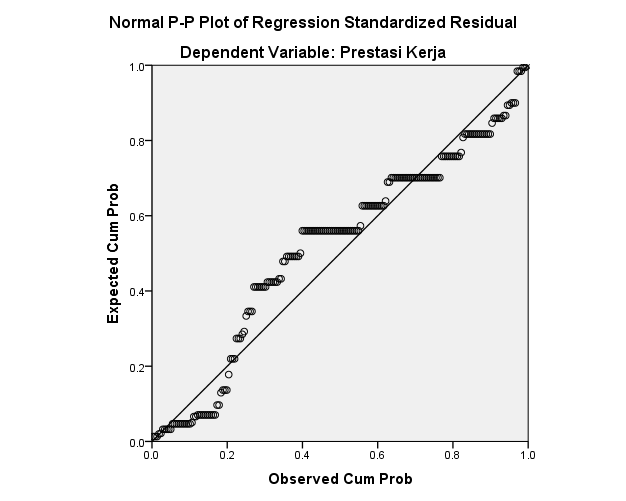 Normal P-P Plot of Regression Standardized Residual
Dependent Variable: Prestasi Kerja
1.0
0.8
0.6
0.4
0.2
0.0
Expected Cum Prob
0.0 0.2 0.4 0.6 0.8 1.0
Observed Cum Prob